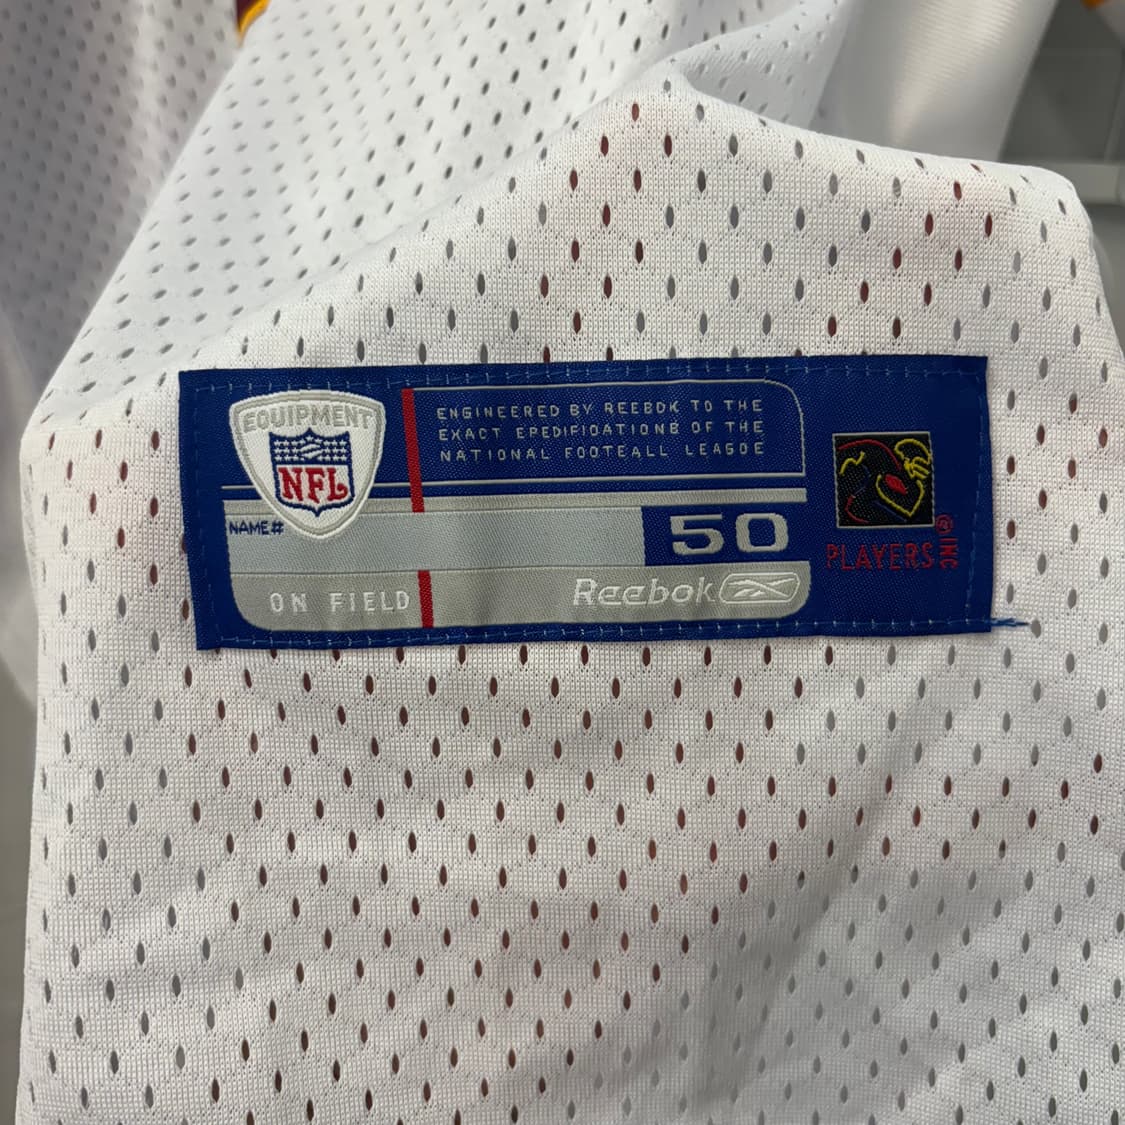 EQUIPMENT
NFL
ENGINEERED BY REEBOK TO THE
EXACT EPEDIFIOATIONB OF THE
NATIONAL FOOTEALL LEAGOE
NAME#
50
ON FIELD
Reebok
PLAYERS INC ®